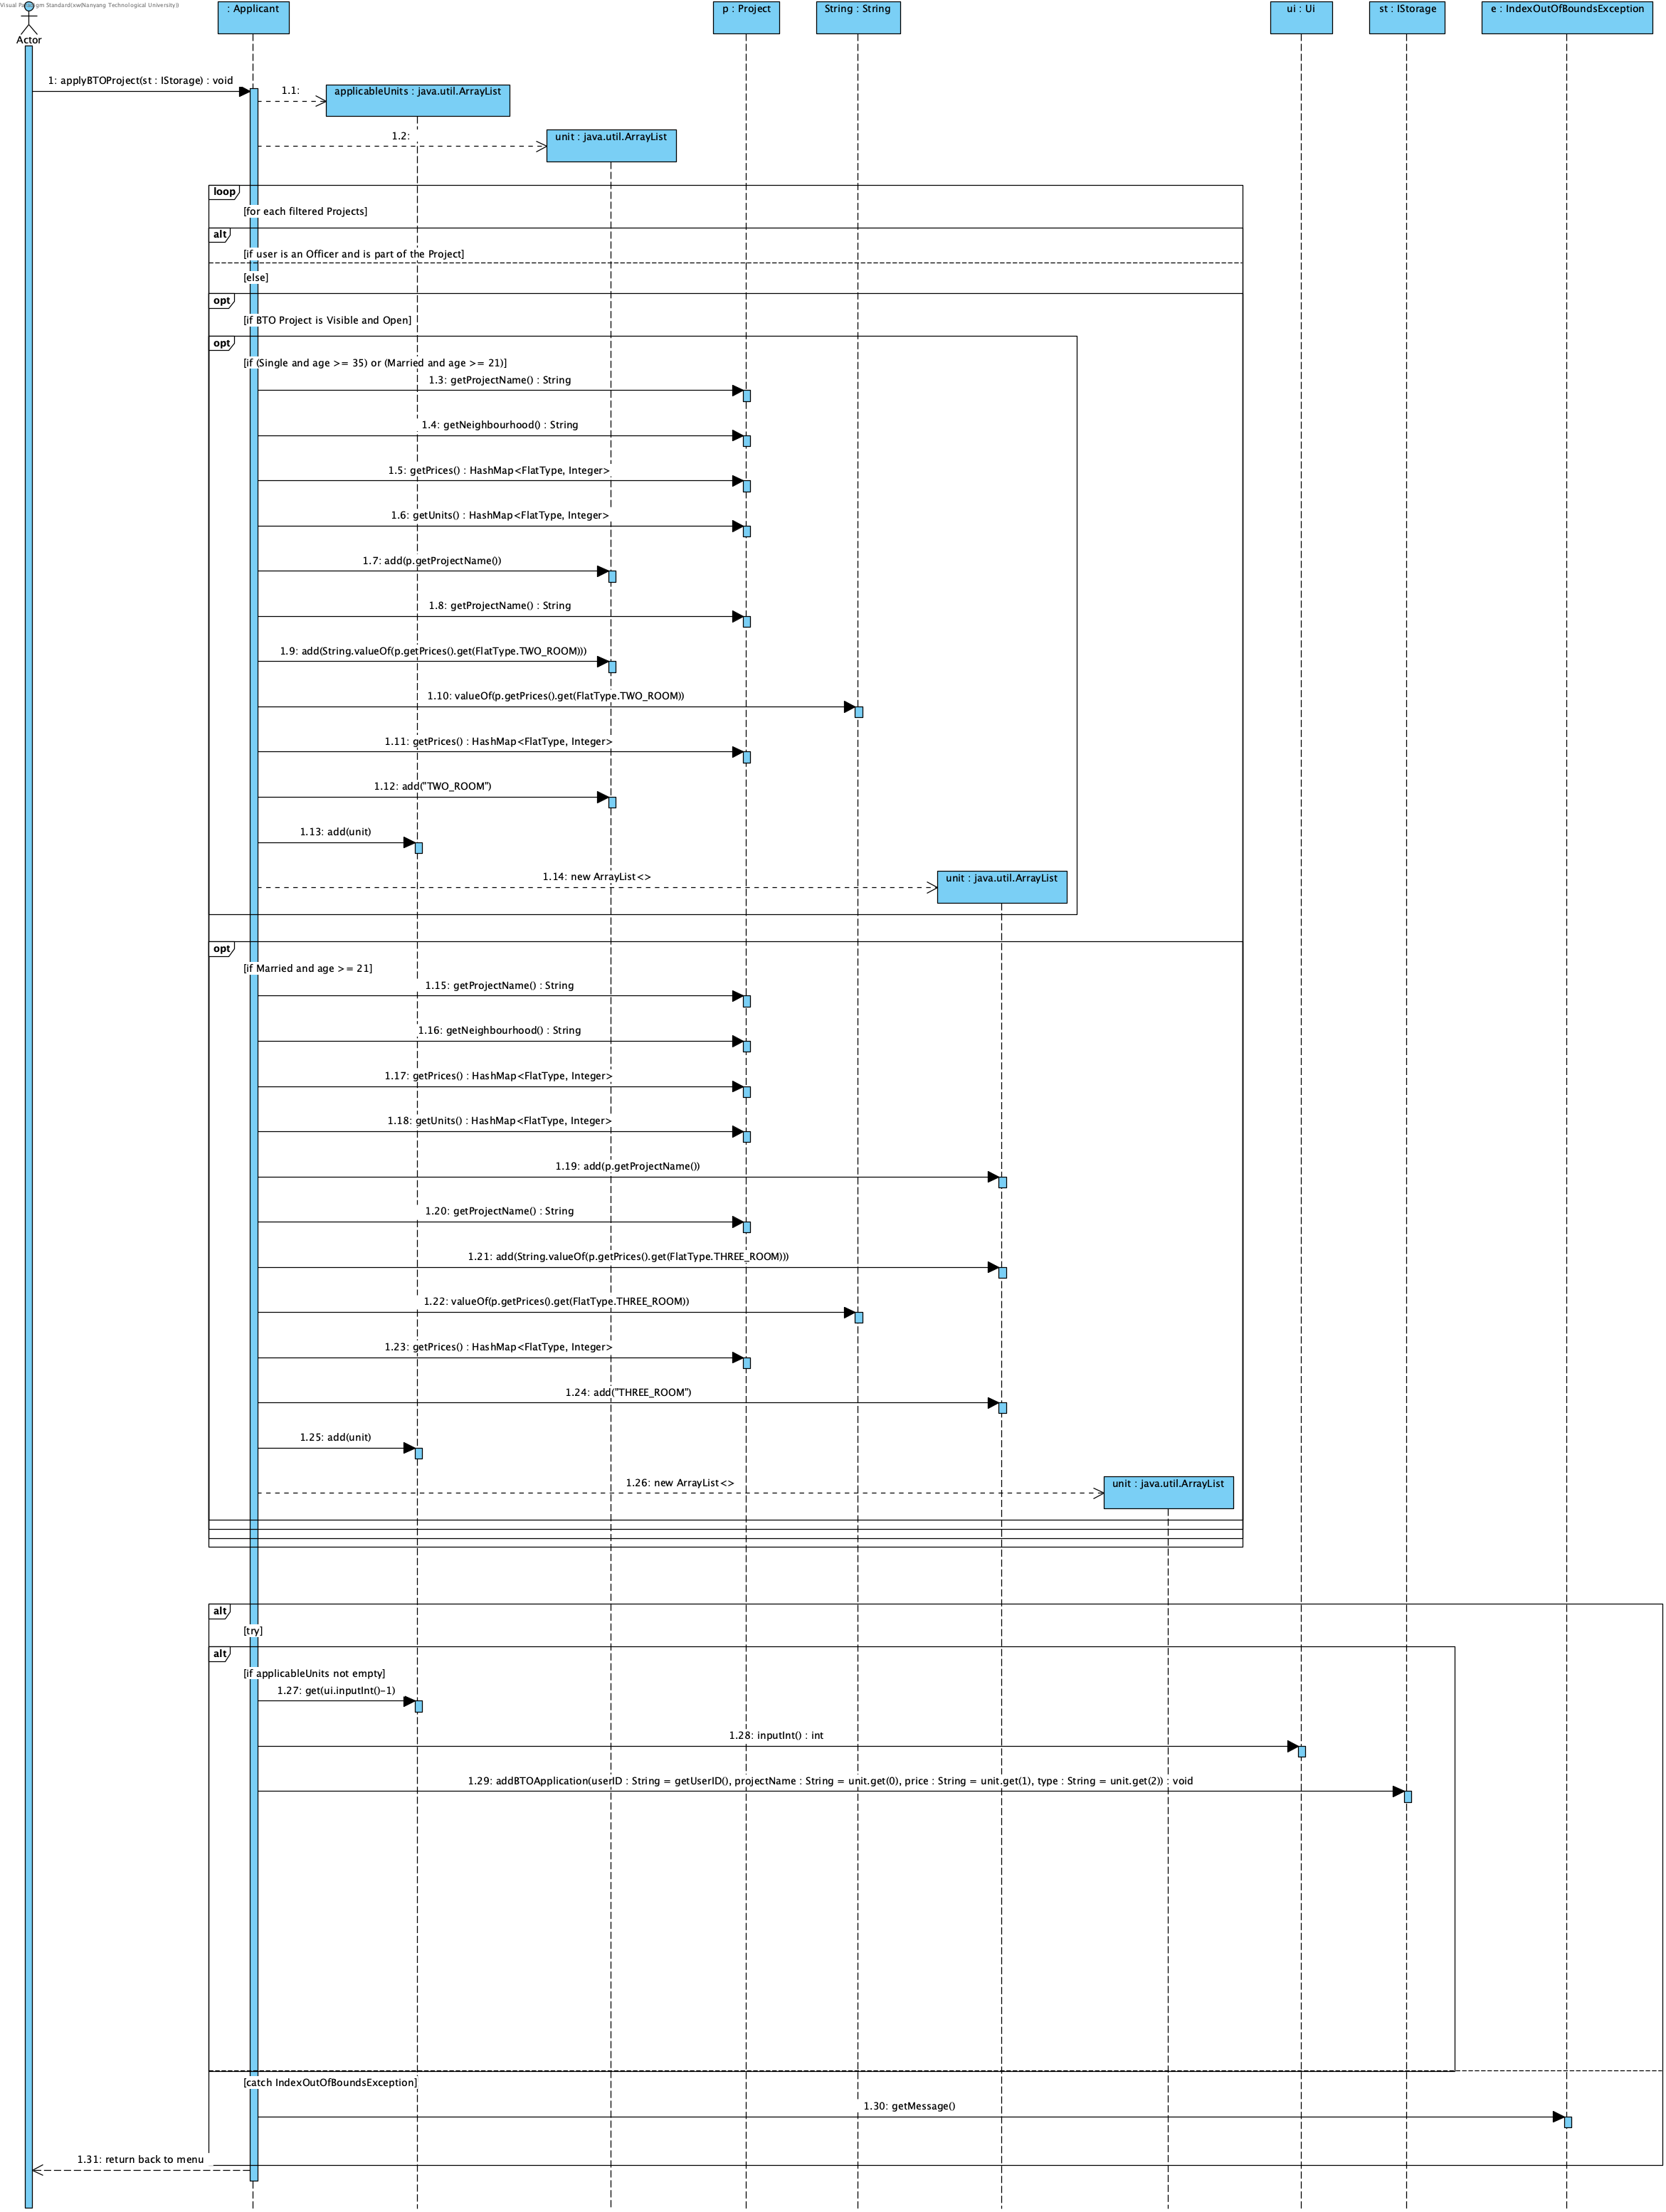 Visual Paradigm Standard(xw(Nanyang Technological University))
Actor
: Applicant
p : Project
String : String
ui : Ui
st : IStorage
e : IndexOutOfBoundsException
1: applyBTOProject(st : IStorage) : void
1.1:
applicableUnits : java.util.ArrayList
1.2:
unit : java.util.ArrayList
loop
[for each filtered Projects]
alt
[if user is an Officer and is part of the Project]
[else]
opt
[if BTO Project is Visible and Open]
opt
[if (Single and age >= 35) or (Married and age >= 21)]
1.3: getProjectName() : String
1.4: getNeighbourhood() : String
1.5: getPrices() : HashMap<FlatType, Integer>
1.6: getUnits() : HashMap<FlatType, Integer>
1.7: add(p.getProjectName())
1.8: getProjectName() : String
1.9: add(String.valueOf(p.getPrices().get(FlatType.TWO_ROOM)))
1.10: valueOf(p.getPrices().get(FlatType.TWO_ROOM))
1.11: getPrices() : HashMap<FlatType, Integer>
1.12: add("TWO_ROOM")
1.13: add(unit)
1.14: new ArrayList<>
unit : java.util.ArrayList
opt
[if Married and age >= 21]
1.15: getProjectName() : String
1.16: getNeighbourhood() : String
1.17: getPrices() : HashMap<FlatType, Integer>
1.18: getUnits() : HashMap<FlatType, Integer>
1.19: add(p.getProjectName())
1.20: getProjectName() : String
1.21: add(String.valueOf(p.getPrices().get(FlatType.THREE_ROOM)))
1.22: valueOf(p.getPrices().get(FlatType.THREE_ROOM))
1.23: getPrices() : HashMap<FlatType, Integer>
1.24: add("THREE_ROOM")
1.25: add(unit)
1.26: new ArrayList<>
unit : java.util.ArrayList
alt
[try]
alt
[if applicableUnits not empty]
1.27: get(ui.inputInt()-1)
1.28: inputInt() : int
1.29: addBTOApplication(userID : String = getUserID(), projectName : String = unit.get(0), price : String = unit.get(1), type : String = unit.get(2)) : void
[catch IndexOutOfBoundsException]
1.30: getMessage()
1.31: return back to menu